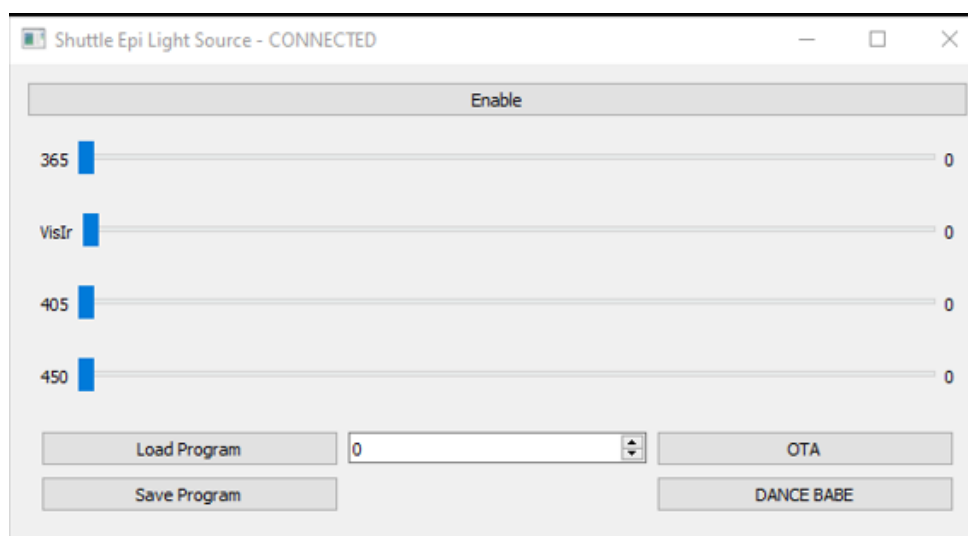 Shuttle Epi Light Source - CONNECTED
Enable
365 0
VisIr 0
405 0
450 0
Load Program 0 OTA
Save Program DANCE BABE